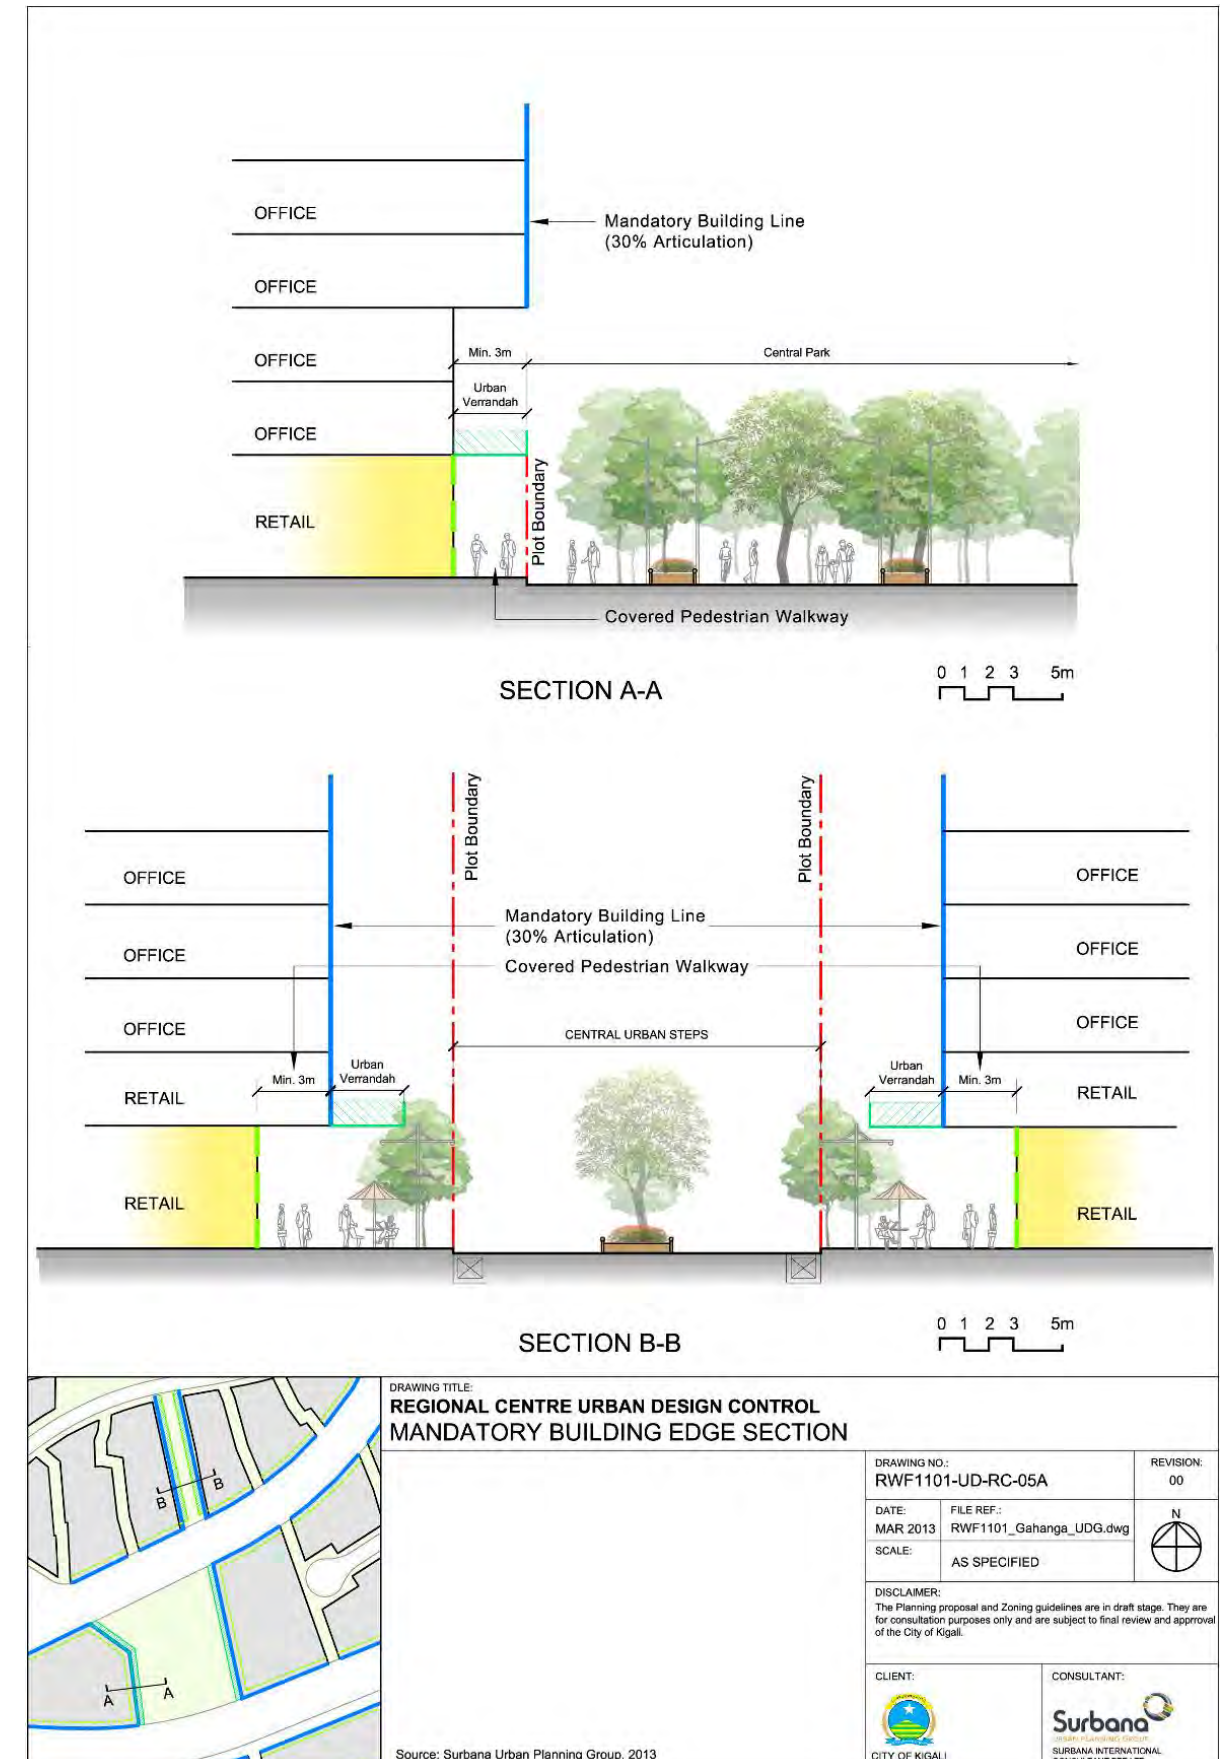 OFFICE
Mandatory Building Line
(30% Articulation)
OFFICE
OFFICE
Min. 3m
Central Park
Urban
Verrandah
OFFICE
RETAIL
Plot Boundary
Covered Pedestrian Walkway
SECTION A-A
0 1 2 3 5m
Plot Boundary
Plot Boundary
OFFICE
OFFICE
Mandatory Building Line
(30% Articulation)
OFFICE
OFFICE
Covered Pedestrian Walkway
OFFICE
OFFICE
CENTRAL URBAN STEPS
Min. 3m
Urban
Verrandah
Urban
Verrandah
Min. 3m
RETAIL
RETAIL
RETAIL
RETAIL
SECTION B-B
0 1 2 3 5m
B B
A A
DRAWING TITLE:
REGIONAL CENTRE URBAN DESIGN CONTROL
MANDATORY BUILDING EDGE SECTION
DRAWING NO.:
RWF1101-UD-RC-05A
REVISION:
00
DATE:
MAR 2013
FILE REF.:
RWF1101_Gahanga_UDG.dwg
N
SCALE:
AS SPECIFIED
DISCLAIMER:
The Planning proposal and Zoning guidelines are in draft stage. They are
for consultation purposes only and are subject to final review and apprroval
of the City of Kigali.
CLIENT:
CITY OF KIGALI
CONSULTANT:
Surbana
URBAN PLANNING GROUP
SURBANA INTERNATIONAL
Source: Surbana Urban Planning Group, 2013